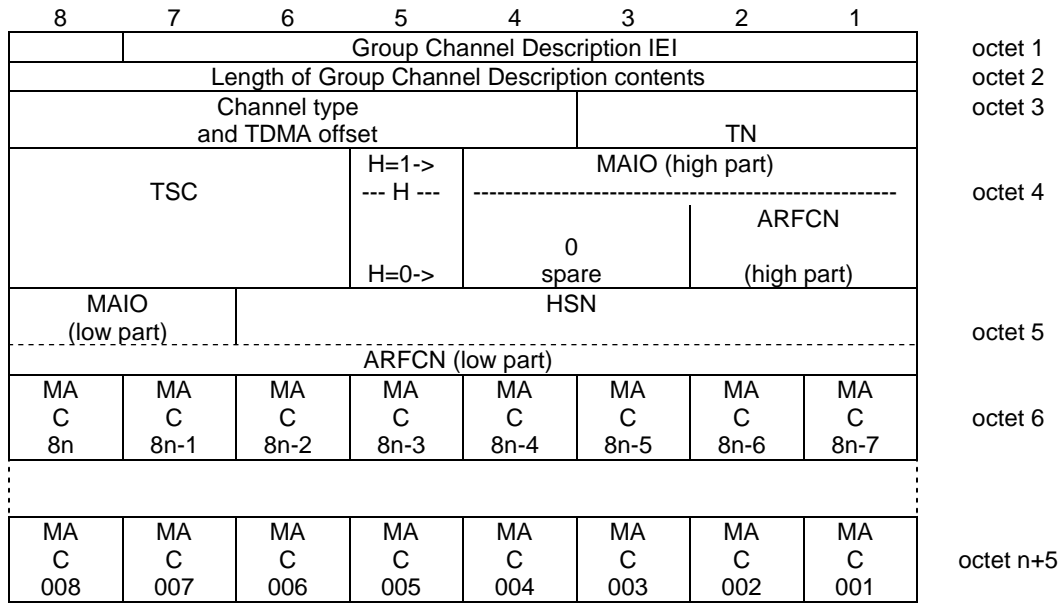 8 7 6 5 4 3 2 1
Group Channel Description IEI octet 1
Length of Group Channel Description contents octet 2
Channel type octet 3
and TDMA offset TN
H=1-> MAIO (high part)
TSC --- H --- ------------------------------------------------------- octet 4
ARFCN
0
H=0-> spare (high part)
MAIO HSN
(low part) octet 5
ARFCN (low part)
MA MA MA MA MA MA MA MA
C C C C C C C C octet 6
8n 8n-1 8n-2 8n-3 8n-4 8n-5 8n-6 8n-7
MA MA MA MA MA MA MA MA
C C C C C C C C octet n+5
008 007 006 005 004 003 002 001